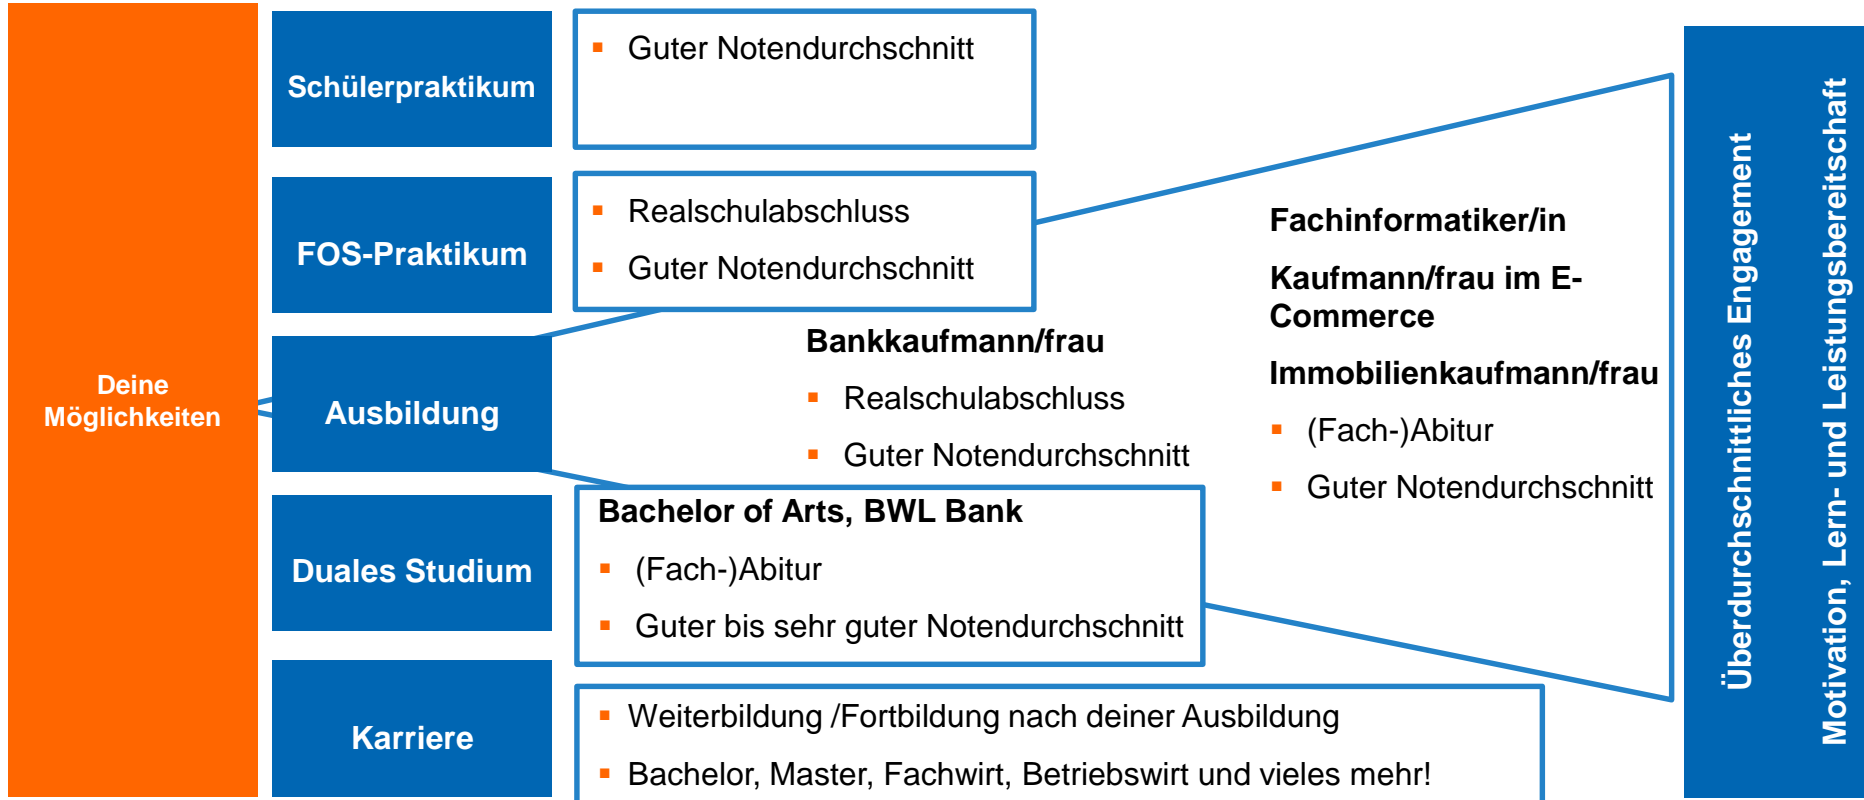 Deine
Möglichkeiten
Schülerpraktikum
Guter Notendurchschnitt
FOS-Praktikum
Realschulabschluss
Guter Notendurchschnitt
Ausbildung
Bankkaufmann/frau
Realschulabschluss
Guter Notendurchschnitt
Fachinformatiker/in
Kaufmann/frau im E-
Commerce
Immobilienkaufmann/frau
(Fach-)Abitur
Guter Notendurchschnitt
Duales Studium
Bachelor of Arts, BWL Bank
(Fach-)Abitur
Guter bis sehr guter Notendurchschnitt
Karriere
Weiterbildung /Fortbildung nach deiner Ausbildung
Bachelor, Master, Fachwirt, Betriebswirt und vieles mehr!
Überdurchschnittliches Engagement
Motivation, Lern- und Leistungsbereitschaft